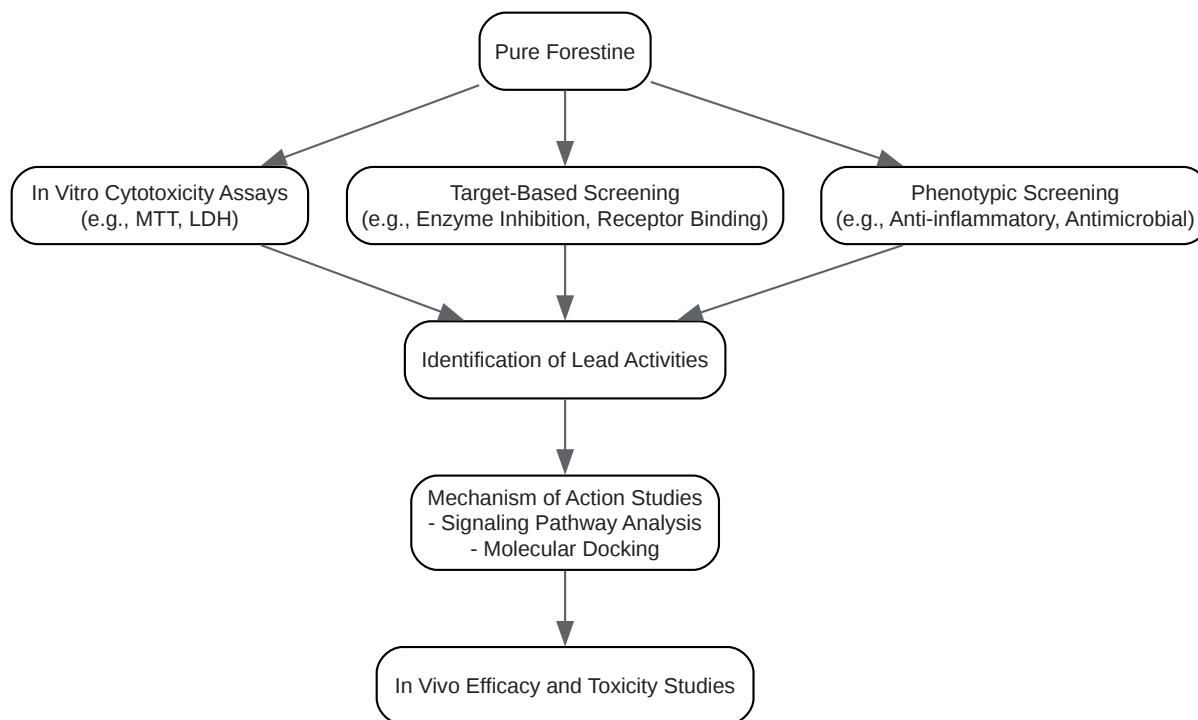 Pure Forestine
In Vitro Cytotoxicity Assays
(e.g., MTT, LDH)
Target-Based Screening
(e.g., Enzyme Inhibition, Receptor Binding)
Phenotypic Screening
(e.g., Anti-inflammatory, Antimicrobial)
Identification of Lead Activities
Mechanism of Action Studies
- Signaling Pathway Analysis
- Molecular Docking
In Vivo Efficacy and Toxicity Studies